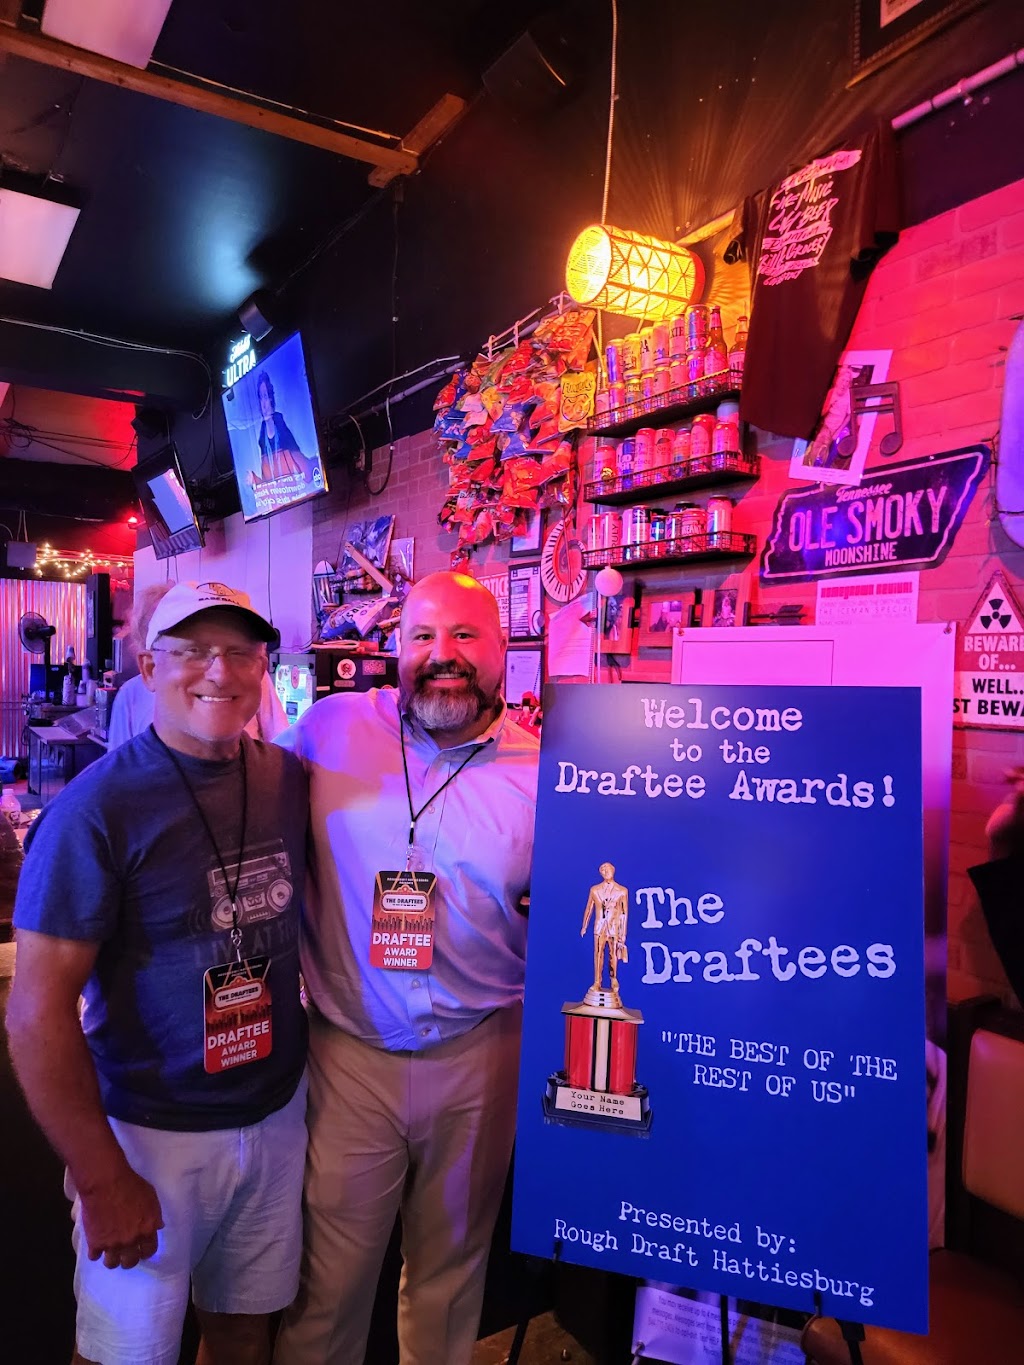 ULTRA
BASEBALL
Tennessee
OLE SMOKY
MOONSHINE
BEWARE
OF...
WELL..
ST BEWA
Welcome
to the
Draftee Awards!
The
Draftees
"THE BEST OF THE
REST OF US"
Your Name
Goes Here
Presented by:
Rough Draft Hattiesburg
THE DRAFTEES
DRAFTEE
AWARD
WINNER
THE DRAFTEES
DRAFTEE
AWARD
WINNER